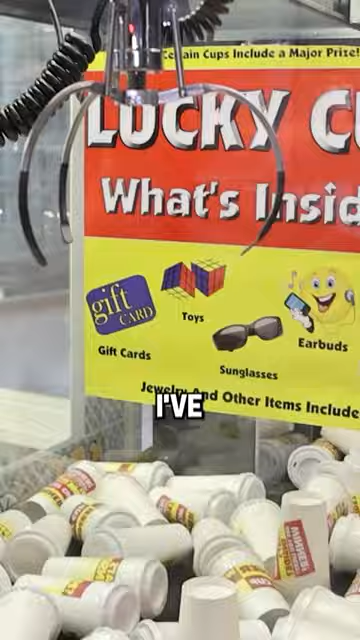 Certain Cups Include a Major Prize!
LUCKY CU
What's Insid
gift
CARD
Toys
Gift Cards
Sunglasses
Earbuds
Jewelry And Other Items Include
I'VE
WINNER!